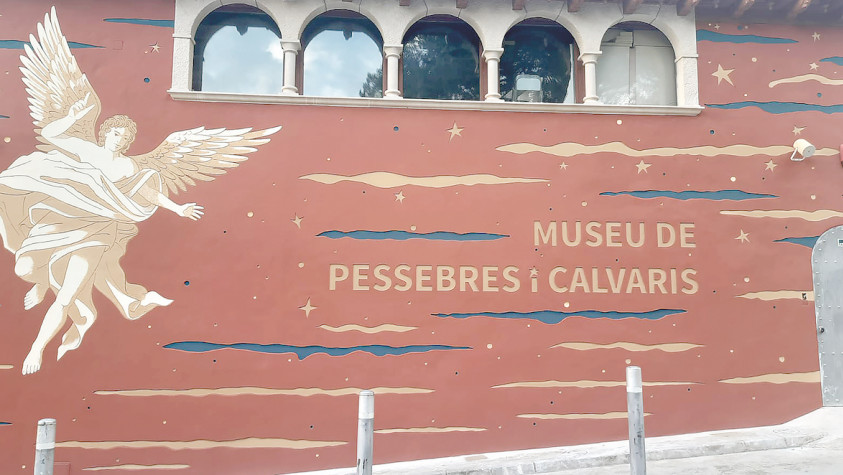 MUSEU DE
PESSEBRES i CALVARIS